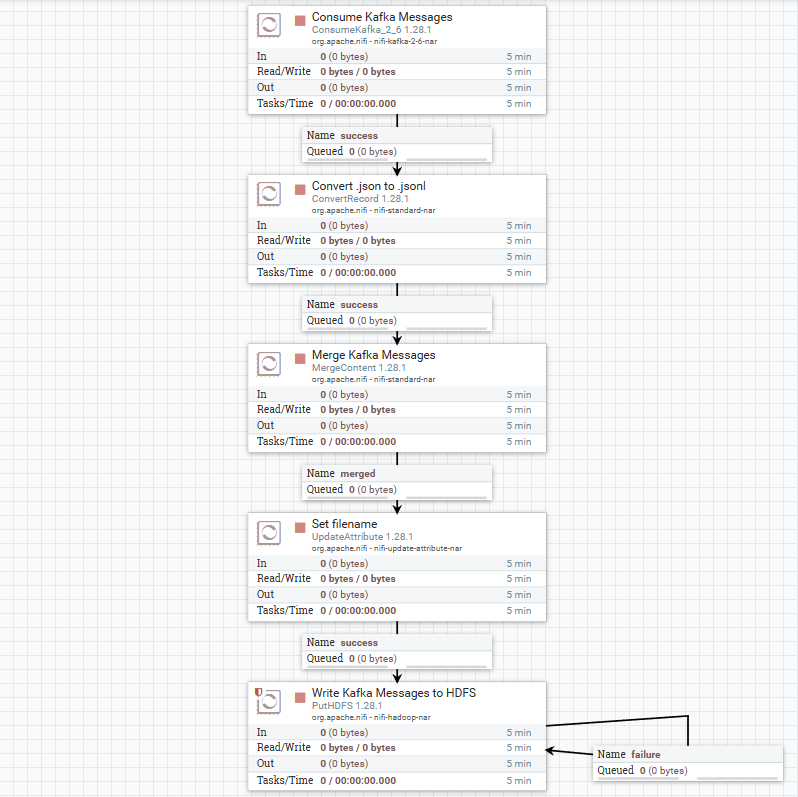 Consume Kafka Messages
ConsumeKafka_2_6 1.28.1
org.apache.nifi - nifi-kafka-2-6-nar
In 0 (0 bytes) 5 min
Read/Write 0 bytes / 0 bytes 5 min
Out 0 (0 bytes) 5 min
Tasks/Time 0 / 00:00:00.000 5 min
Name success
Queued 0 (0 bytes)
Convert .json to .jsonl
ConvertRecord 1.28.1
org.apache.nifi - nifi-standard-nar
In 0 (0 bytes) 5 min
Read/Write 0 bytes / 0 bytes 5 min
Out 0 (0 bytes) 5 min
Tasks/Time 0 / 00:00:00.000 5 min
Name success
Queued 0 (0 bytes)
Merge Kafka Messages
MergeContent 1.28.1
org.apache.nifi - nifi-standard-nar
In 0 (0 bytes) 5 min
Read/Write 0 bytes / 0 bytes 5 min
Out 0 (0 bytes) 5 min
Tasks/Time 0 / 00:00:00.000 5 min
Name merged
Queued 0 (0 bytes)
Set filename
UpdateAttribute 1.28.1
org.apache.nifi - nifi-update-attribute-nar
In 0 (0 bytes) 5 min
Read/Write 0 bytes / 0 bytes 5 min
Out 0 (0 bytes) 5 min
Tasks/Time 0 / 00:00:00.000 5 min
Name success
Queued 0 (0 bytes)
Write Kafka Messages to HDFS
PutHDFS 1.28.1
org.apache.nifi - nifi-hadoop-nar
In 0 (0 bytes) 5 min
Read/Write 0 bytes / 0 bytes 5 min
Out 0 (0 bytes) 5 min
Tasks/Time 0 / 00:00:00.000 5 min
Name failure
Queued 0 (0 bytes)